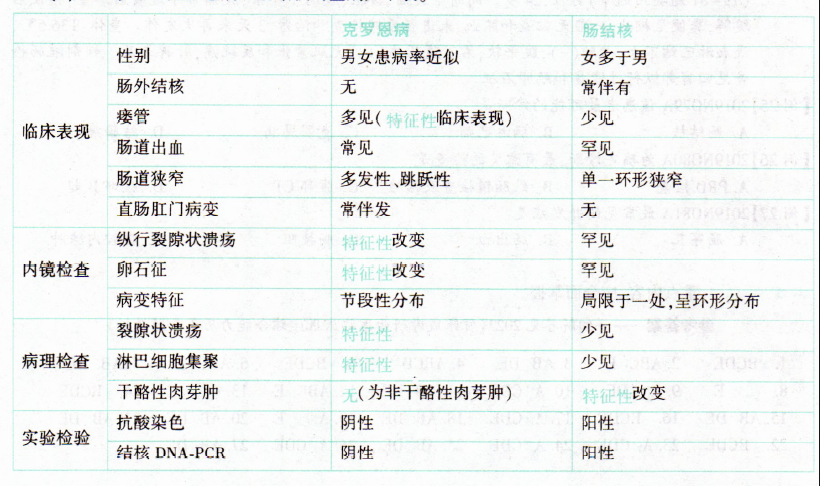 克罗恩病 肠结核
临床表现 性别 男女患病率近似 女多于男
肠外结核 无 常伴有
瘘管 多见(特征性临床表现) 少见
肠道出血 常见 罕见
肠道狭窄 多发性、跳跃性 单一环形狭窄
直肠肛门病变 常伴发 无
内镜检查 纵行裂隙状溃疡 特征性改变 罕见
卵石征 特征性改变 罕见
病变特征 节段性分布 局限于一处,呈环形分布
病理检查 裂隙状溃疡 特征性 少见
淋巴细胞集聚 特征性 少见
干酪性肉芽肿 无(为非干酪性肉芽肿) 特征性改变
实验检验 抗酸染色 阴性 阳性
结核 DNA-PCR 阴性 阳性